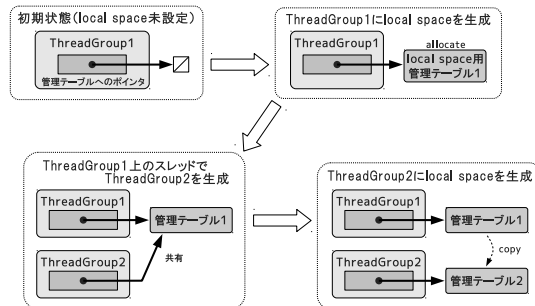 初期状態(local space未設定)
ThreadGroup1
管理テーブルへのポインタ
ThreadGroup1にlocal spaceを生成
ThreadGroup1
allocate
local space用
管理テーブル1
ThreadGroup1上のスレッドで
ThreadGroup2を生成
ThreadGroup1
管理テーブル1
ThreadGroup2
共有
ThreadGroup2にlocal spaceを生成
ThreadGroup1
管理テーブル1
copy
ThreadGroup2
管理テーブル2